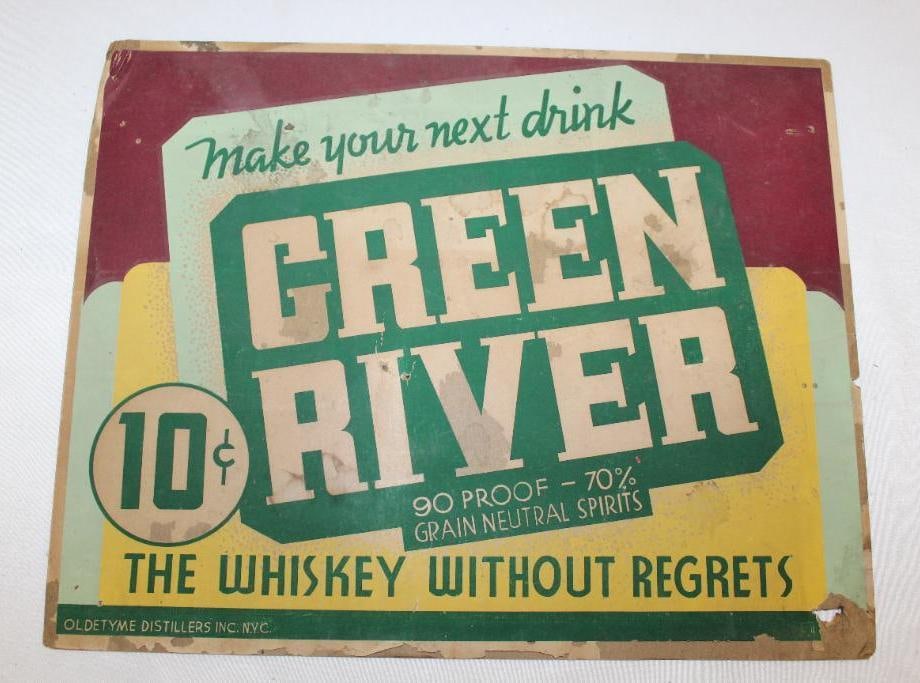 make your next drink
GREEN
RIVER
10¢
90 PROOF – 70%
GRAIN NEUTRAL SPIRITS
THE WHISKEY WITHOUT REGRETS
OLDETYME DISTILLERS INC. N.Y.C.